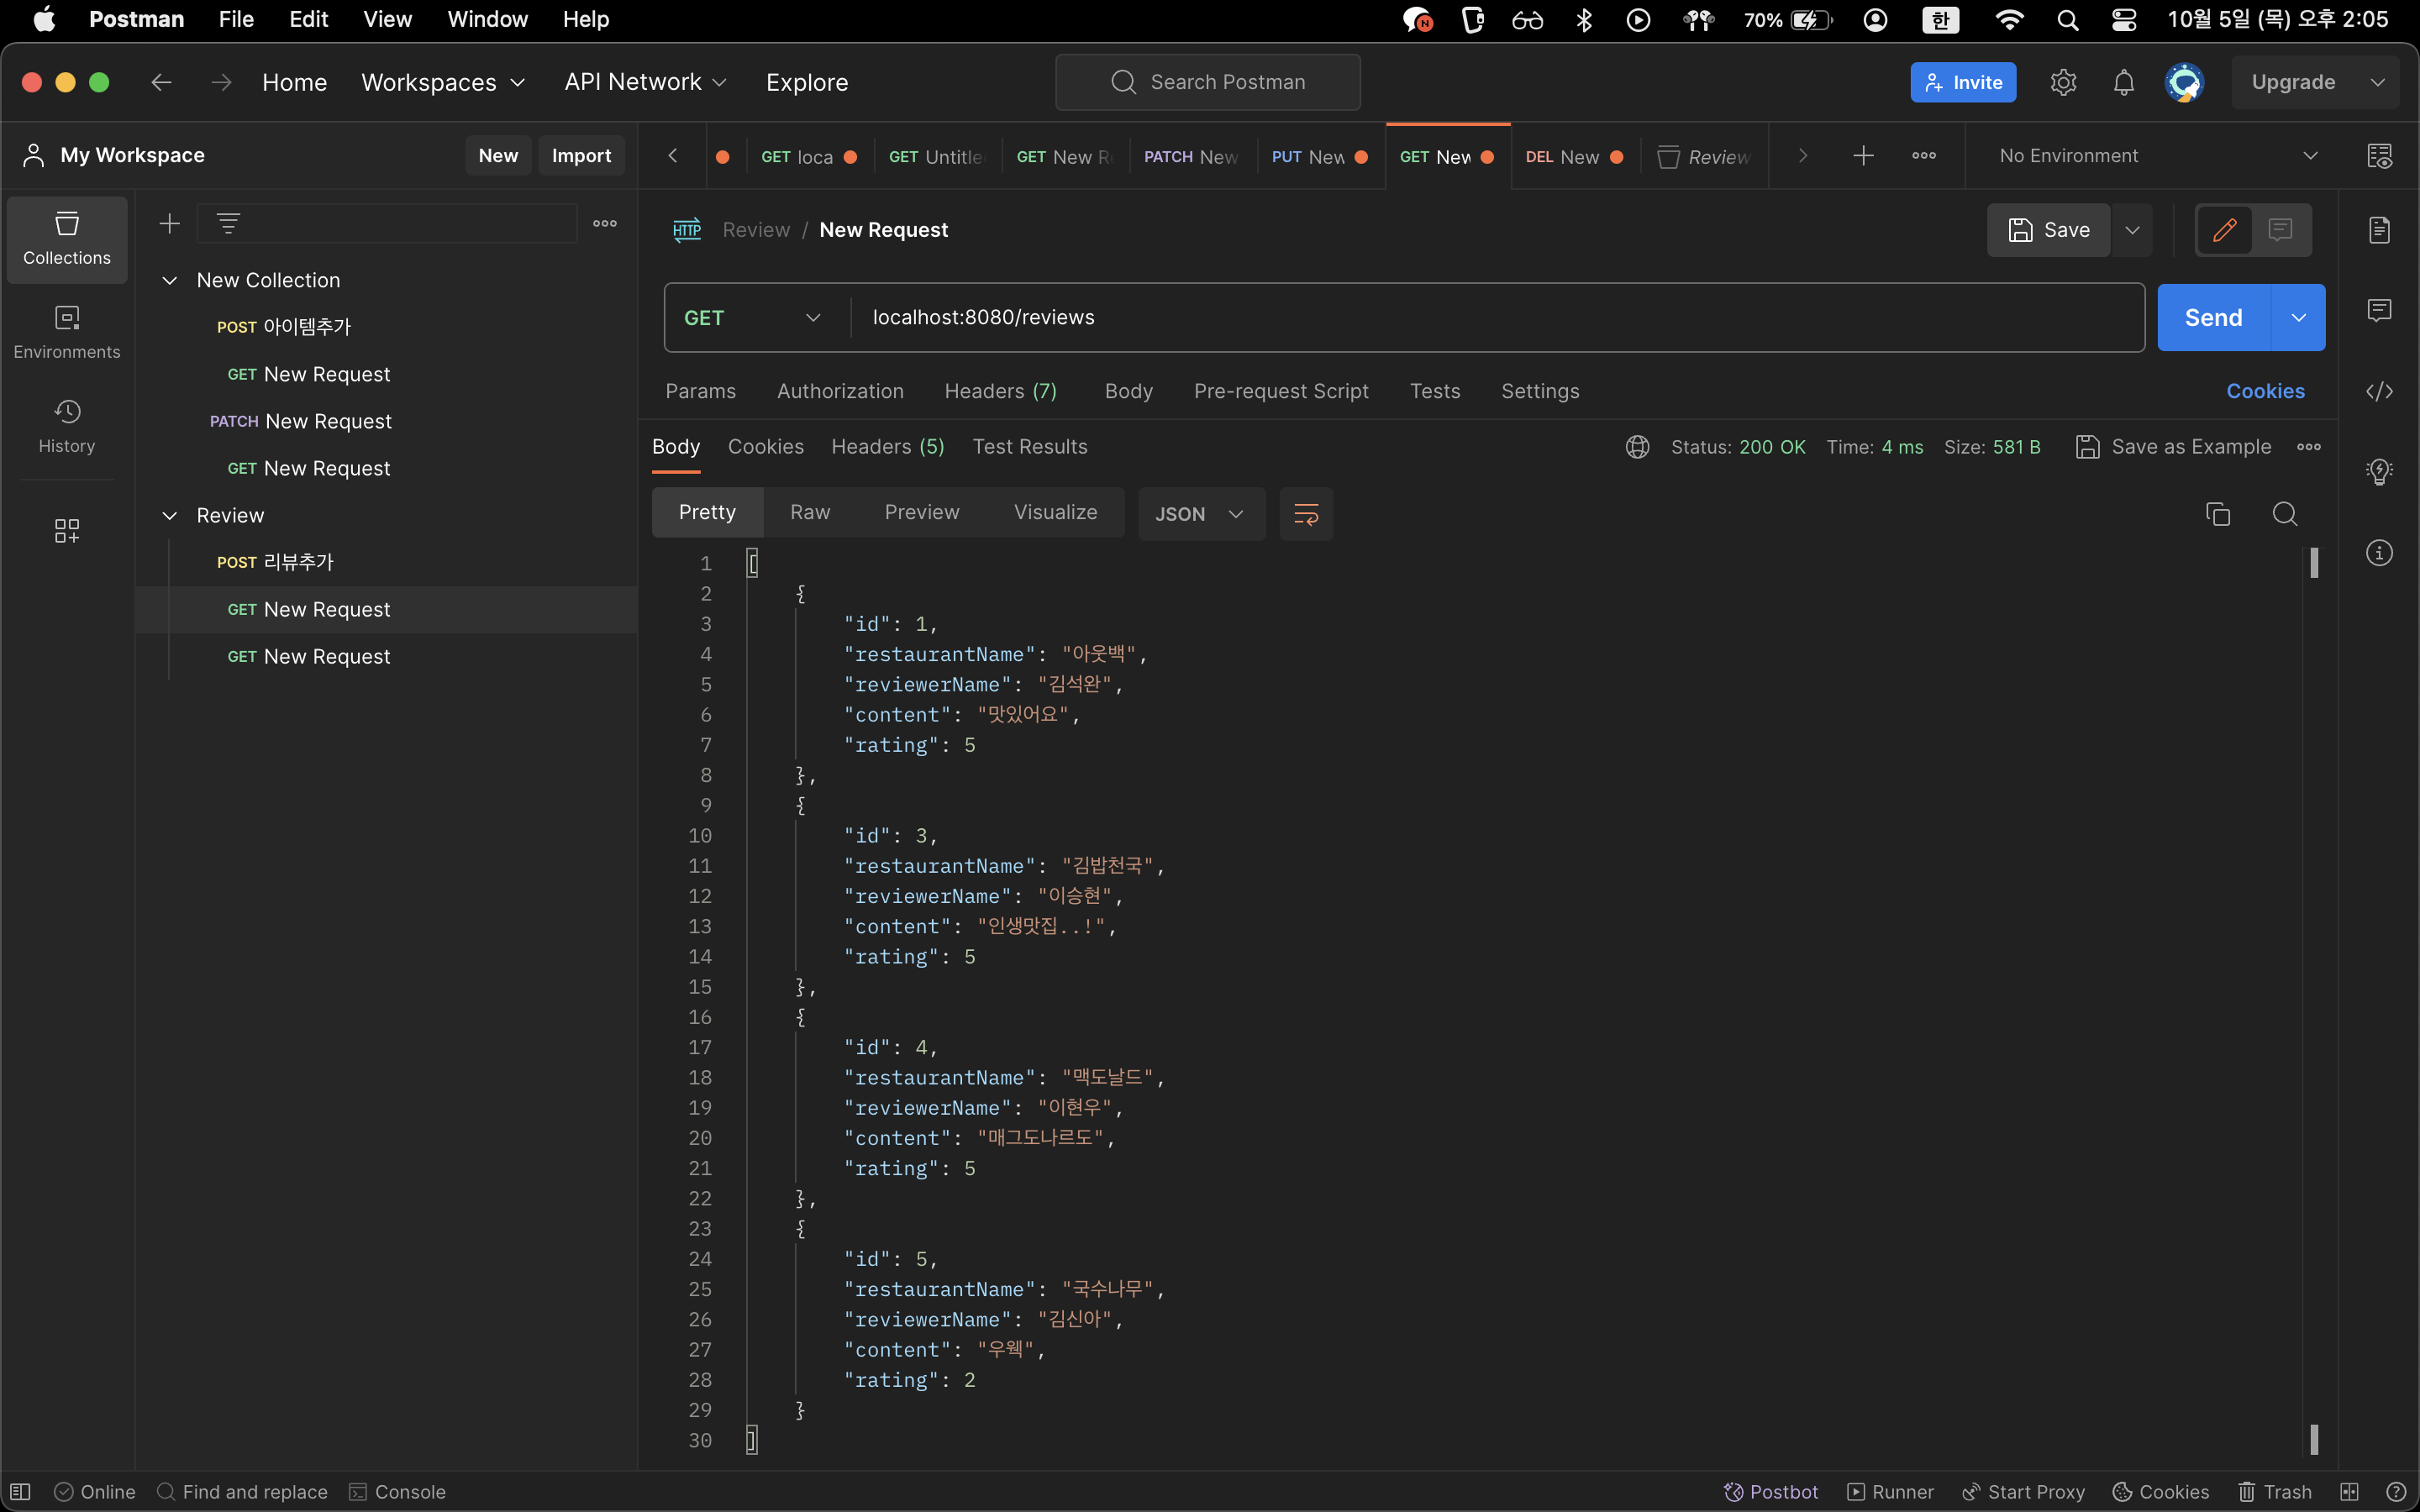 Postman File Edit View Window Help 70% 한 10월 5일 (목) 오후 2:05
Home Workspaces API Network Explore Search Postman Invite Upgrade
My Workspace New Import GET loca GET Untitle GET New R PATCH New PUT New GET New DEL New Review No Environment
Collections
Environments
History
New Collection
POST 아이템추가
GET New Request
PATCH New Request
GET New Request
Review
POST 리뷰추가
GET New Request
GET New Request
HTTP Review / New Request Save
GET localhost:8080/reviews Send
Params Authorization Headers (7) Body Pre-request Script Tests Settings Cookies
Body Cookies Headers (5) Test Results Status: 200 OK Time: 4 ms Size: 581 B Save as Example
Pretty Raw Preview Visualize JSON
1 [
2 {
3 "id": 1,
4 "restaurantName": "아웃백",
5 "reviewerName": "김석완",
6 "content": "맛있어요",
7 "rating": 5
8 },
9 {
10 "id": 3,
11 "restaurantName": "김밥천국",
12 "reviewerName": "이승현",
13 "content": "인생맛집..!",
14 "rating": 5
15 },
16 {
17 "id": 4,
18 "restaurantName": "맥도날드",
19 "reviewerName": "이현우",
20 "content": "매그도나르도",
21 "rating": 5
22 },
23 {
24 "id": 5,
25 "restaurantName": "국수나무",
26 "reviewerName": "김신아",
27 "content": "우웩",
28 "rating": 2
29 }
30 ]
Online Find and replace Console Postbot Runner Start Proxy Cookies Trash